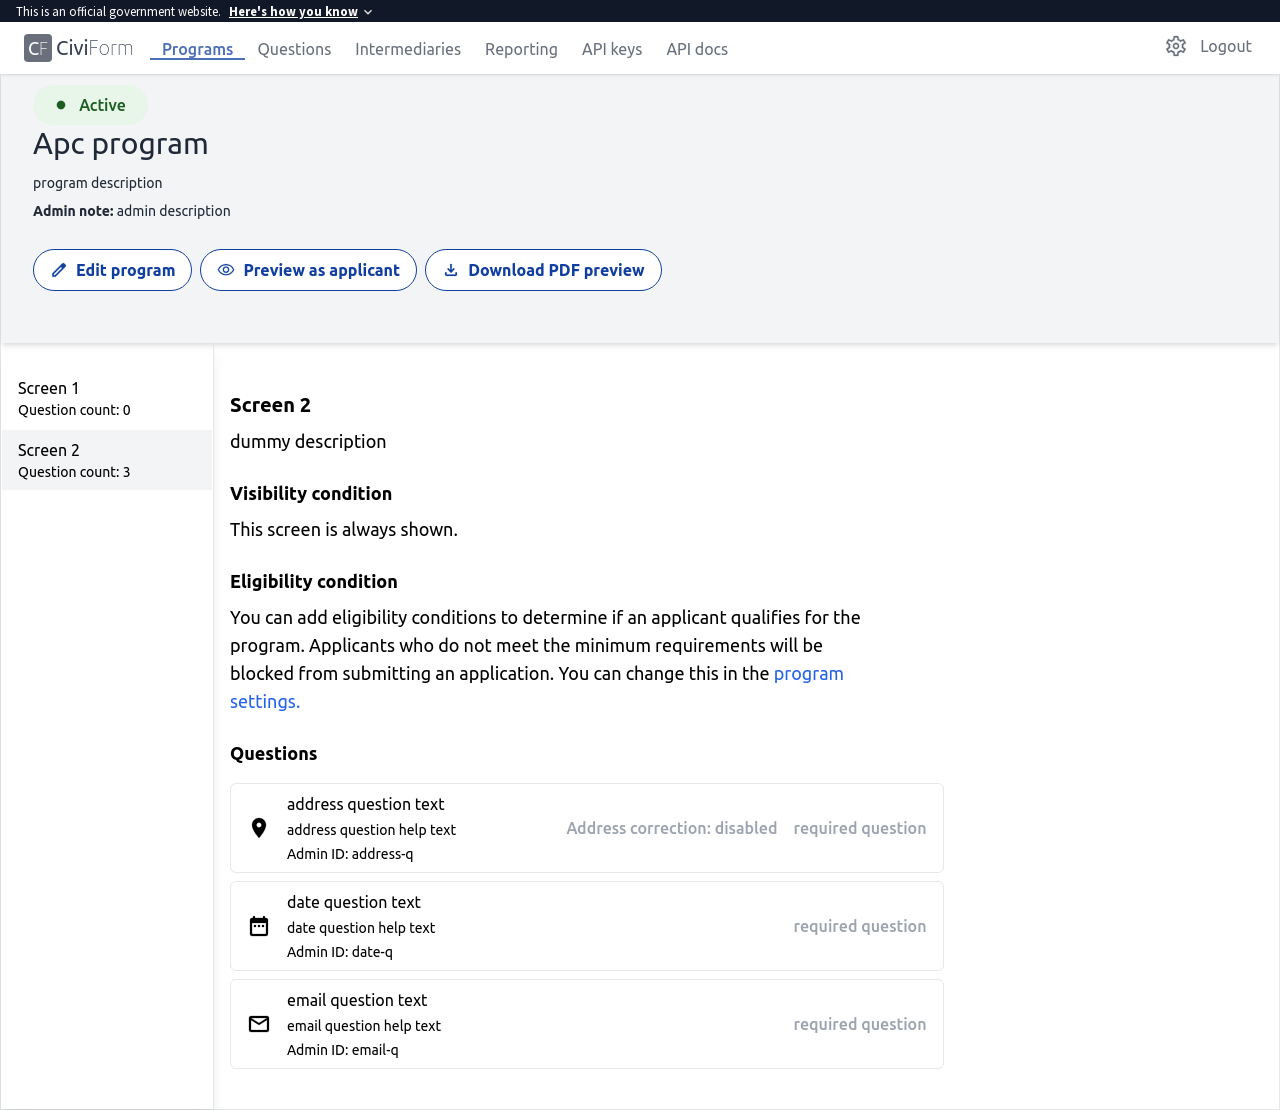 This is an official government website. Here's how you know
CF CiviForm Programs Questions Intermediaries Reporting API keys API docs Logout
Active
Apc program
program description
Admin note: admin description
Edit program Preview as applicant Download PDF preview
Screen 1
Question count: 0
Screen 2
Question count: 3
Screen 2
dummy description
Visibility condition
This screen is always shown.
Eligibility condition
You can add eligibility conditions to determine if an applicant qualifies for the
program. Applicants who do not meet the minimum requirements will be
blocked from submitting an application. You can change this in the program
settings.
Questions
address question text
address question help text
Admin ID: address-q
Address correction: disabled required question
date question text
date question help text
Admin ID: date-q
required question
email question text
email question help text
Admin ID: email-q
required question